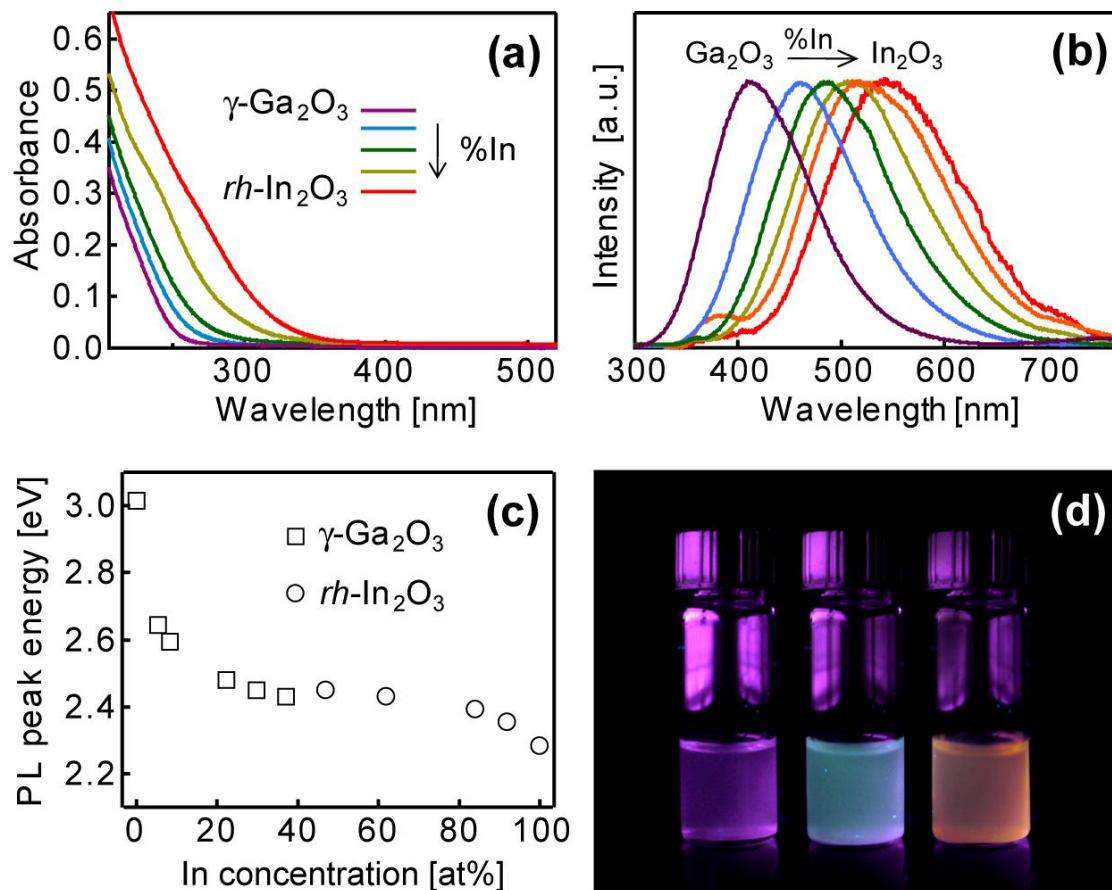 (a)
0.6
0.5
0.4
0.3
0.2
0.1
0.0
Absorbance
γ-Ga₂O₃
%In
rh-In₂O₃
300 400 500
Wavelength [nm]
(b)
Ga₂O₃ %In In₂O₃
Intensity [a. u.]
300 400 500 600 700
Wavelength [nm]
(c)
3.0
2.8
2.6
2.4
2.2
PL peak energy [eV]
γ-Ga₂O₃
rh-In₂O₃
0 20 40 60 80 100
In concentration [at%]
(d)